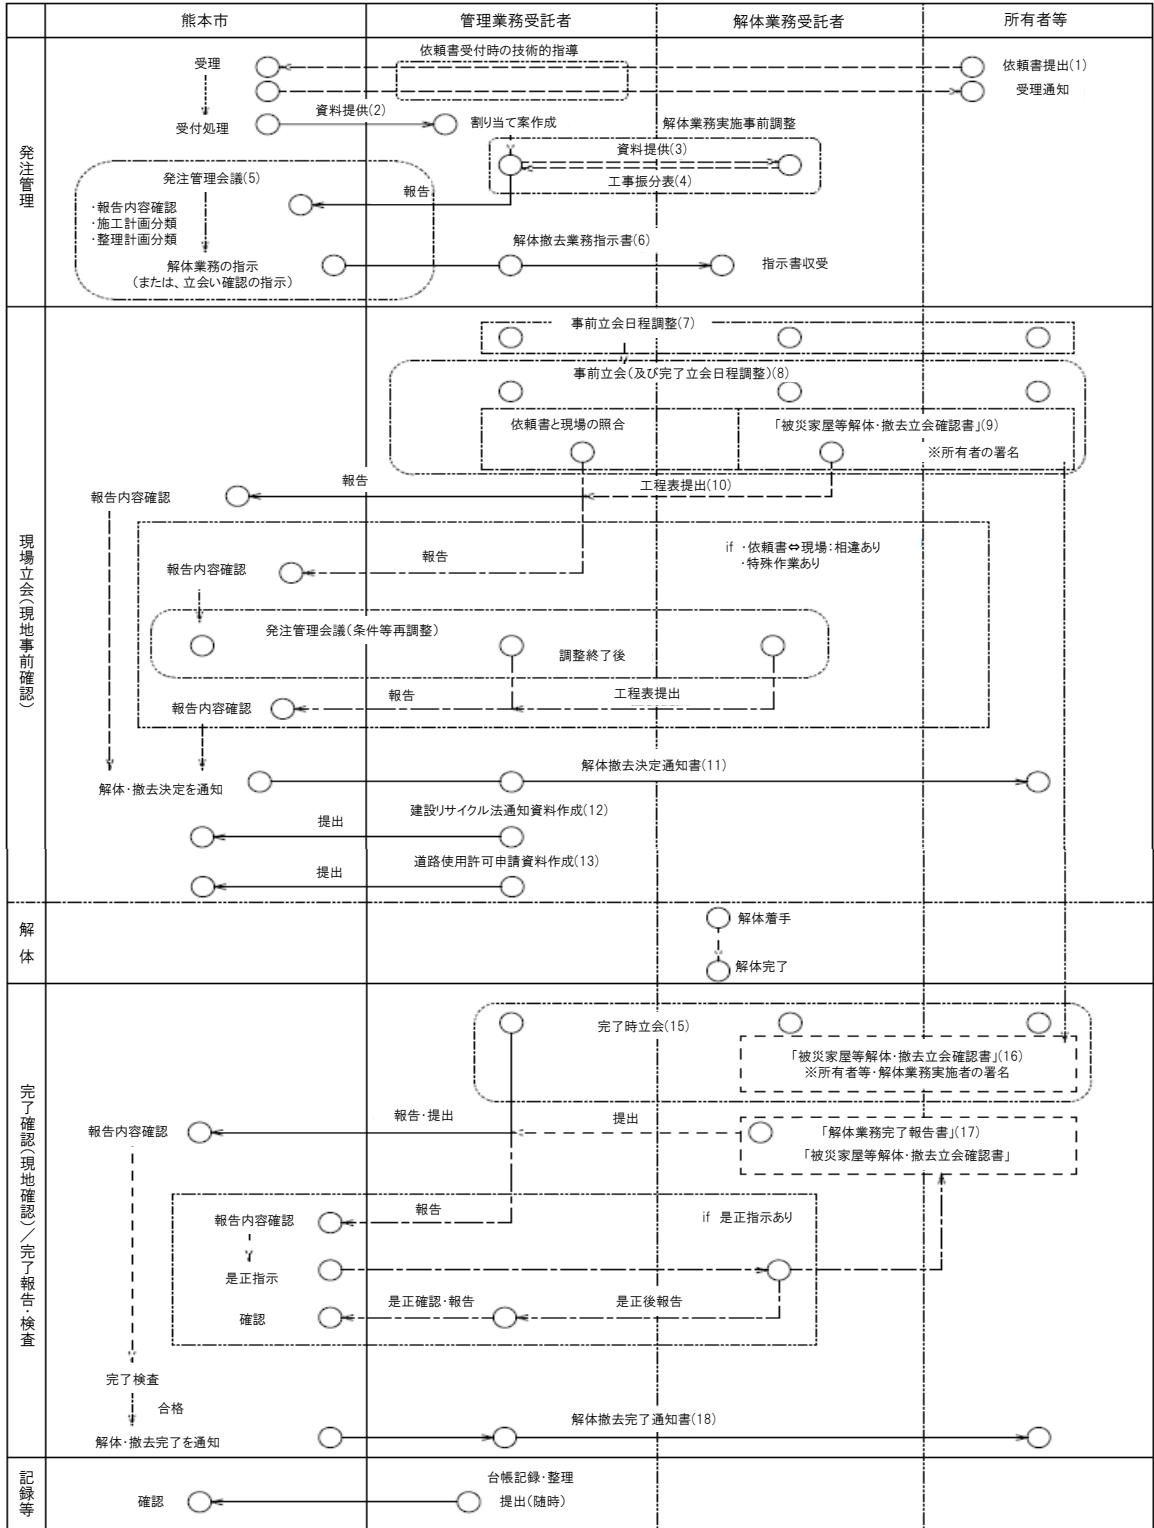 熊本市
管理業務受託者
解体業務受託者
所有者等
発注管理
依頼書受付時の技術的指導
受理
依頼書提出(1)
受理通知
受付処理
資料提供(2)
割り当て案作成
解体業務実施事前調整
資料提供(3)
工事振分表(4)
発注管理会議(5)
報告
・報告内容確認
・施工計画分類
・整理計画分類
解体業務の指示
(または、立会い確認の指示)
解体撤去業務指示書(6)
指示書収受
現場立会(現地事前確認)
事前立会日程調整(7)
事前立会(及び完了立会日程調整)(8)
依頼書と現場の照合
「被災家屋等解体・撤去立会確認書」(9)
※所有者の署名
報告
工程表提出(10)
報告内容確認
if ・依頼書⇔現場:相違あり
・特殊作業あり
報告
報告内容確認
発注管理会議(条件等再調整)
調整終了後
報告
工程表提出
報告内容確認
解体・撤去決定を通知
解体撤去決定通知書(11)
建設リサイクル法通知資料作成(12)
提出
道路使用許可申請資料作成(13)
提出
解体
解体着手
解体完了
完了確認(現地確認)/完了報告・検査
完了時立会(15)
「被災家屋等解体・撤去立会確認書」(16)
※所有者等・解体業務実施者の署名
報告・提出
提出
報告内容確認
「解体業務完了報告書」(17)
「被災家屋等解体・撤去立会確認書」
報告
報告内容確認
if 是正指示あり
是正指示
是正確認・報告
是正後報告
確認
完了検査
合格
解体・撤去完了を通知
解体撤去完了通知書(18)
記録等
台帳記録・整理
確認
提出(随時)